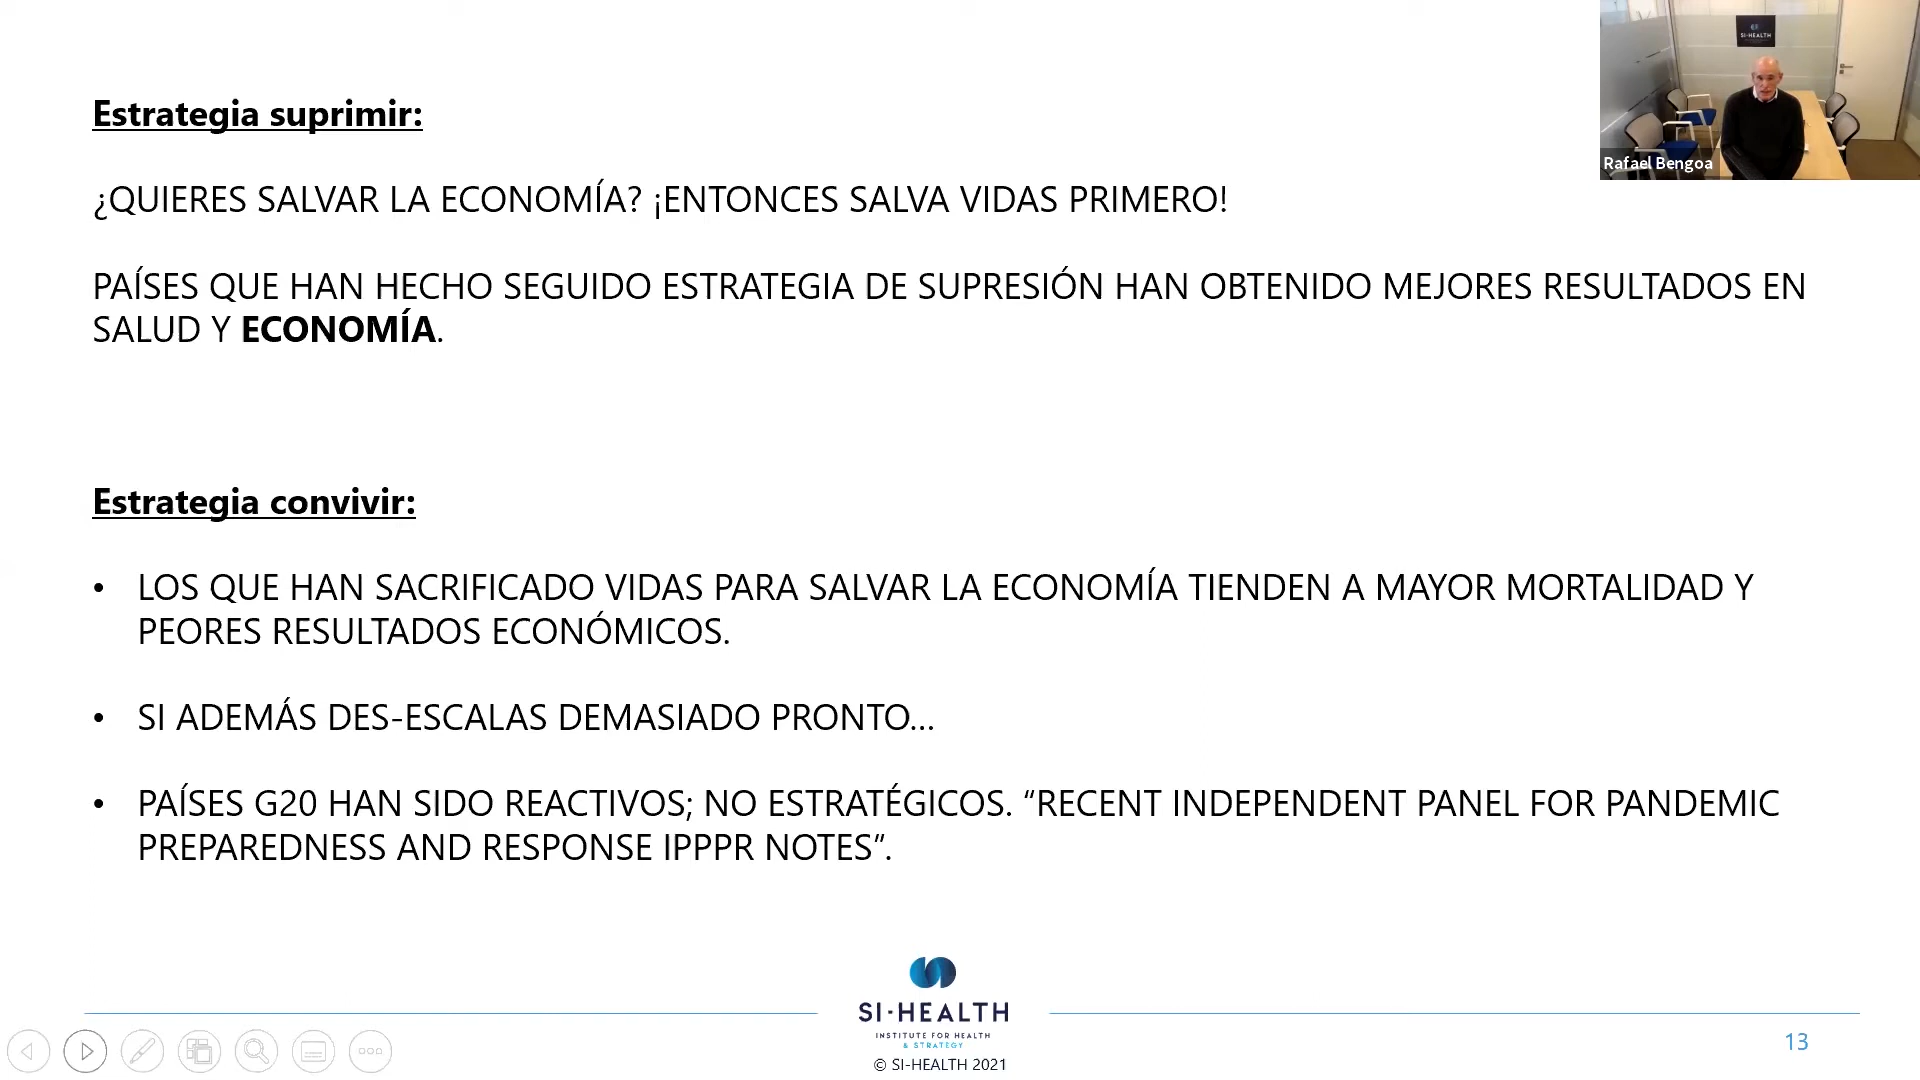 SI-HEALTH
Rafael Bengoa
Estrategia suprimir:
¿QUIERES SALVAR LA ECONOMÍA? ¡ENTONCES SALVA VIDAS PRIMERO!
PAÍSES QUE HAN HECHO SEGUIDO ESTRATEGIA DE SUPRESIÓN HAN OBTENIDO MEJORES RESULTADOS EN
SALUD Y ECONOMÍA.
Estrategia convivir:
• LOS QUE HAN SACRIFICADO VIDAS PARA SALVAR LA ECONOMÍA TIENDEN A MAYOR MORTALIDAD Y
PEORES RESULTADOS ECONÓMICOS.
• SI ADEMÁS DES-ESCALAS DEMASIADO PRONTO...
• PAÍSES G20 HAN SIDO REACTIVOS; NO ESTRATÉGICOS. “RECENT INDEPENDENT PANEL FOR PANDEMIC
PREPAREDNESS AND RESPONSE IPPPR NOTES”.
SI·HEALTH
INSTITUTE FOR HEALTH
& STRATEGY
© SI-HEALTH 2021
13